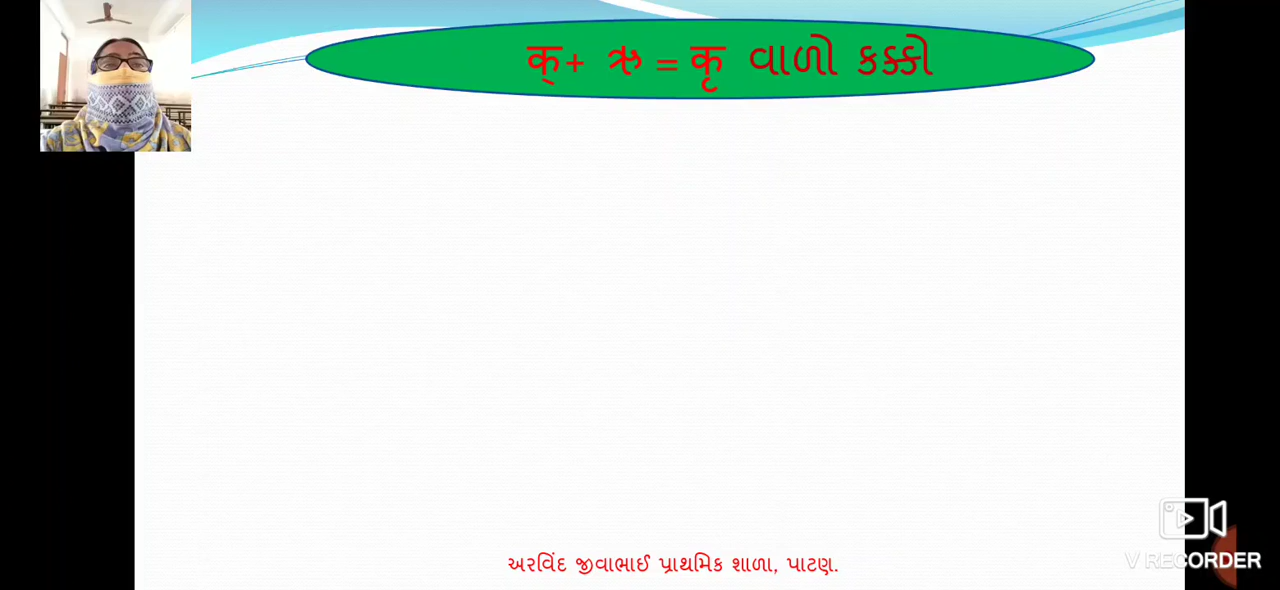 क्+ ऋ = कृ વાળો કક્કો
અરવિંદ જીવાભાઈ પ્રાથમિક શાળા, પાટણ.
V RECORDER